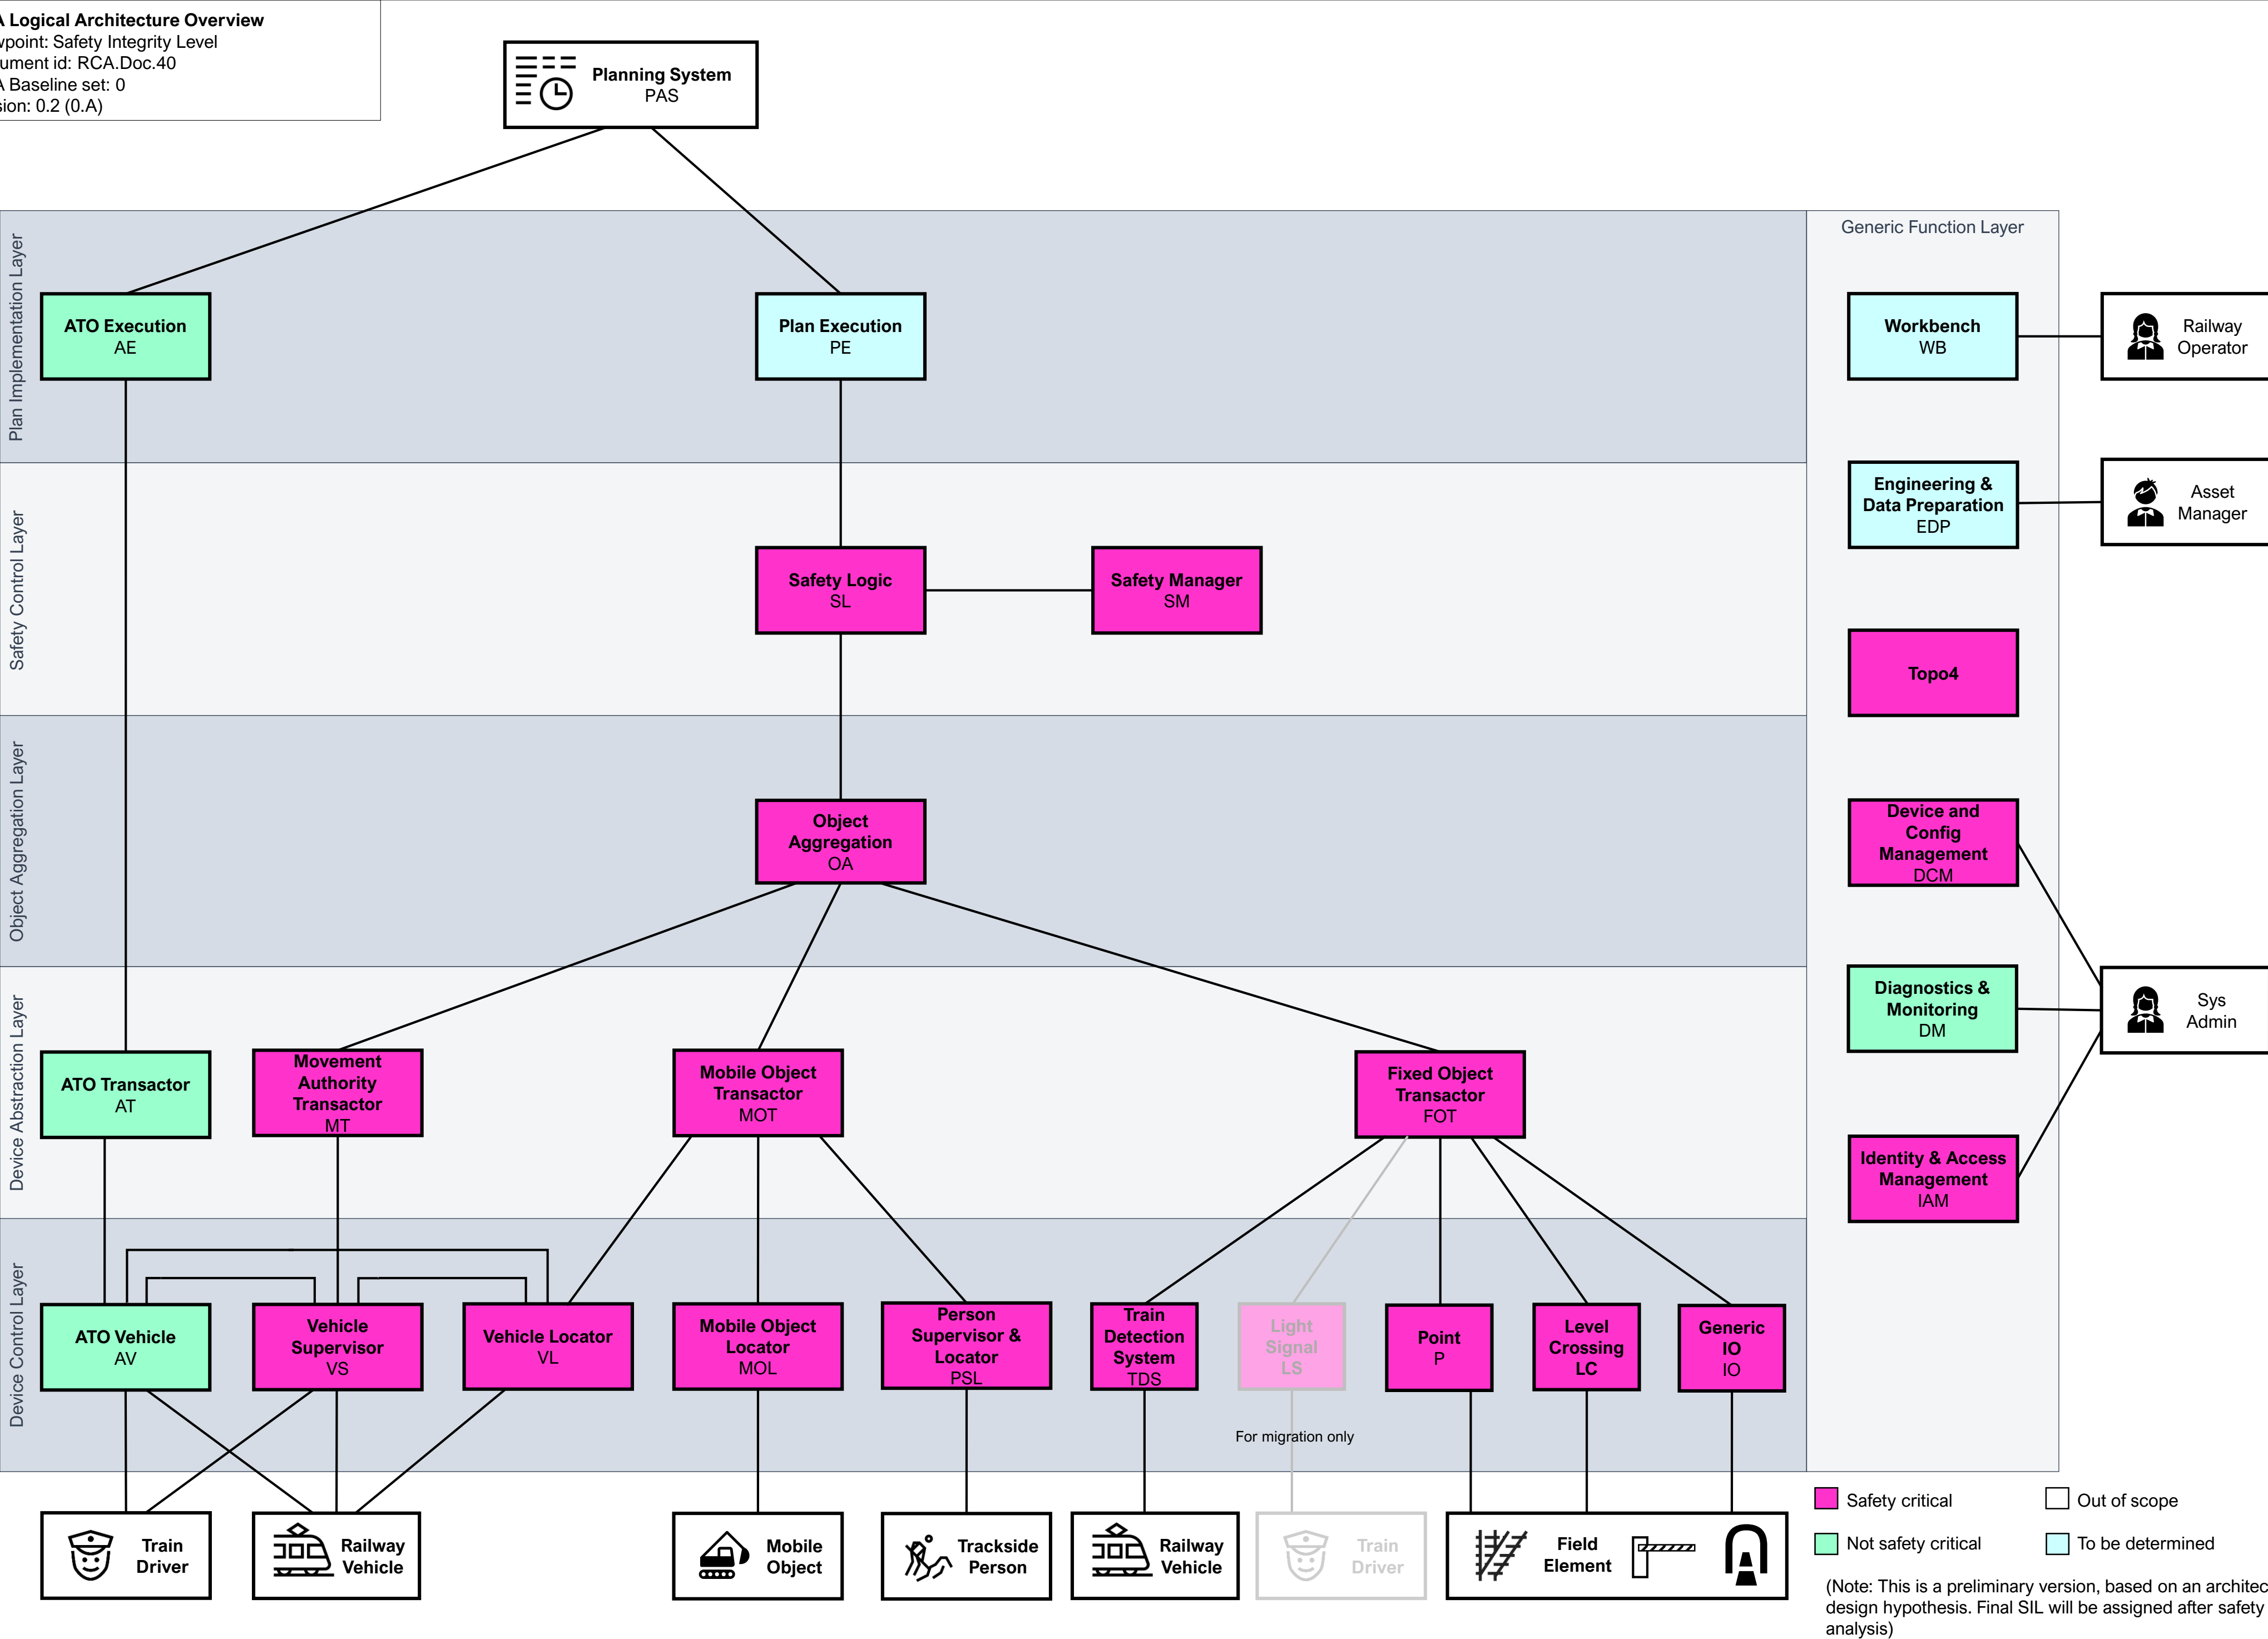 A Logical Architecture Overview
wpoint: Safety Integrity Level
ument id: RCA.Doc.40
A Baseline set: 0
sion: 0.2 (0.A)
Planning System
PAS
Plan Implementation Layer
Generic Function Layer
ATO Execution
AE
Plan Execution
PE
Workbench
WB
Railway
Operator
Safety Control Layer
Engineering &
Data Preparation
EDP
Asset
Manager
Safety Logic
SL
Safety Manager
SM
Topo4
Object Aggregation Layer
Object
Aggregation
OA
Device and
Config
Management
DCM
Device Abstraction Layer
Diagnostics &
Monitoring
DM
Sys
Admin
ATO Transactor
AT
Movement
Authority
Transactor
MT
Mobile Object
Transactor
MOT
Fixed Object
Transactor
FOT
Identity & Access
Management
IAM
Device Control Layer
ATO Vehicle
AV
Vehicle
Supervisor
VS
Vehicle Locator
VL
Mobile Object
Locator
MOL
Person
Supervisor &
Locator
PSL
Train
Detection
System
TDS
Light
Signal
LS
Point
P
Level
Crossing
LC
Generic
IO
IO
For migration only
Train
Driver
Railway
Vehicle
Mobile
Object
Trackside
Person
Railway
Vehicle
Train
Driver
Field
Element
Safety critical
Out of scope
Not safety critical
To be determined
(Note: This is a preliminary version, based on an architec
design hypothesis. Final SIL will be assigned after safety
analysis)